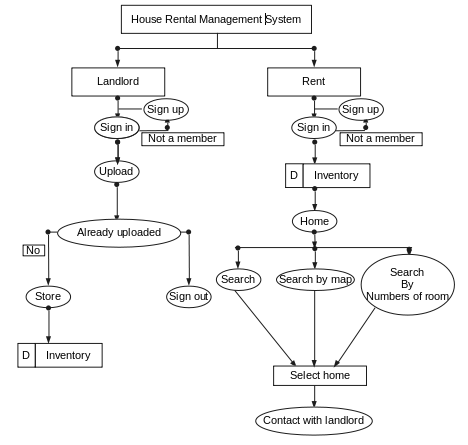 House Rental Management System
Landlord
Rent
Sign up
Sign up
Sign in
Sign in
Not a member
Not a member
Upload
D Inventory
Home
Already uploaded
No
Search
Search by map
Search
By
Numbers of room
Store
Sign out
D Inventory
Select home
Contact with landlord